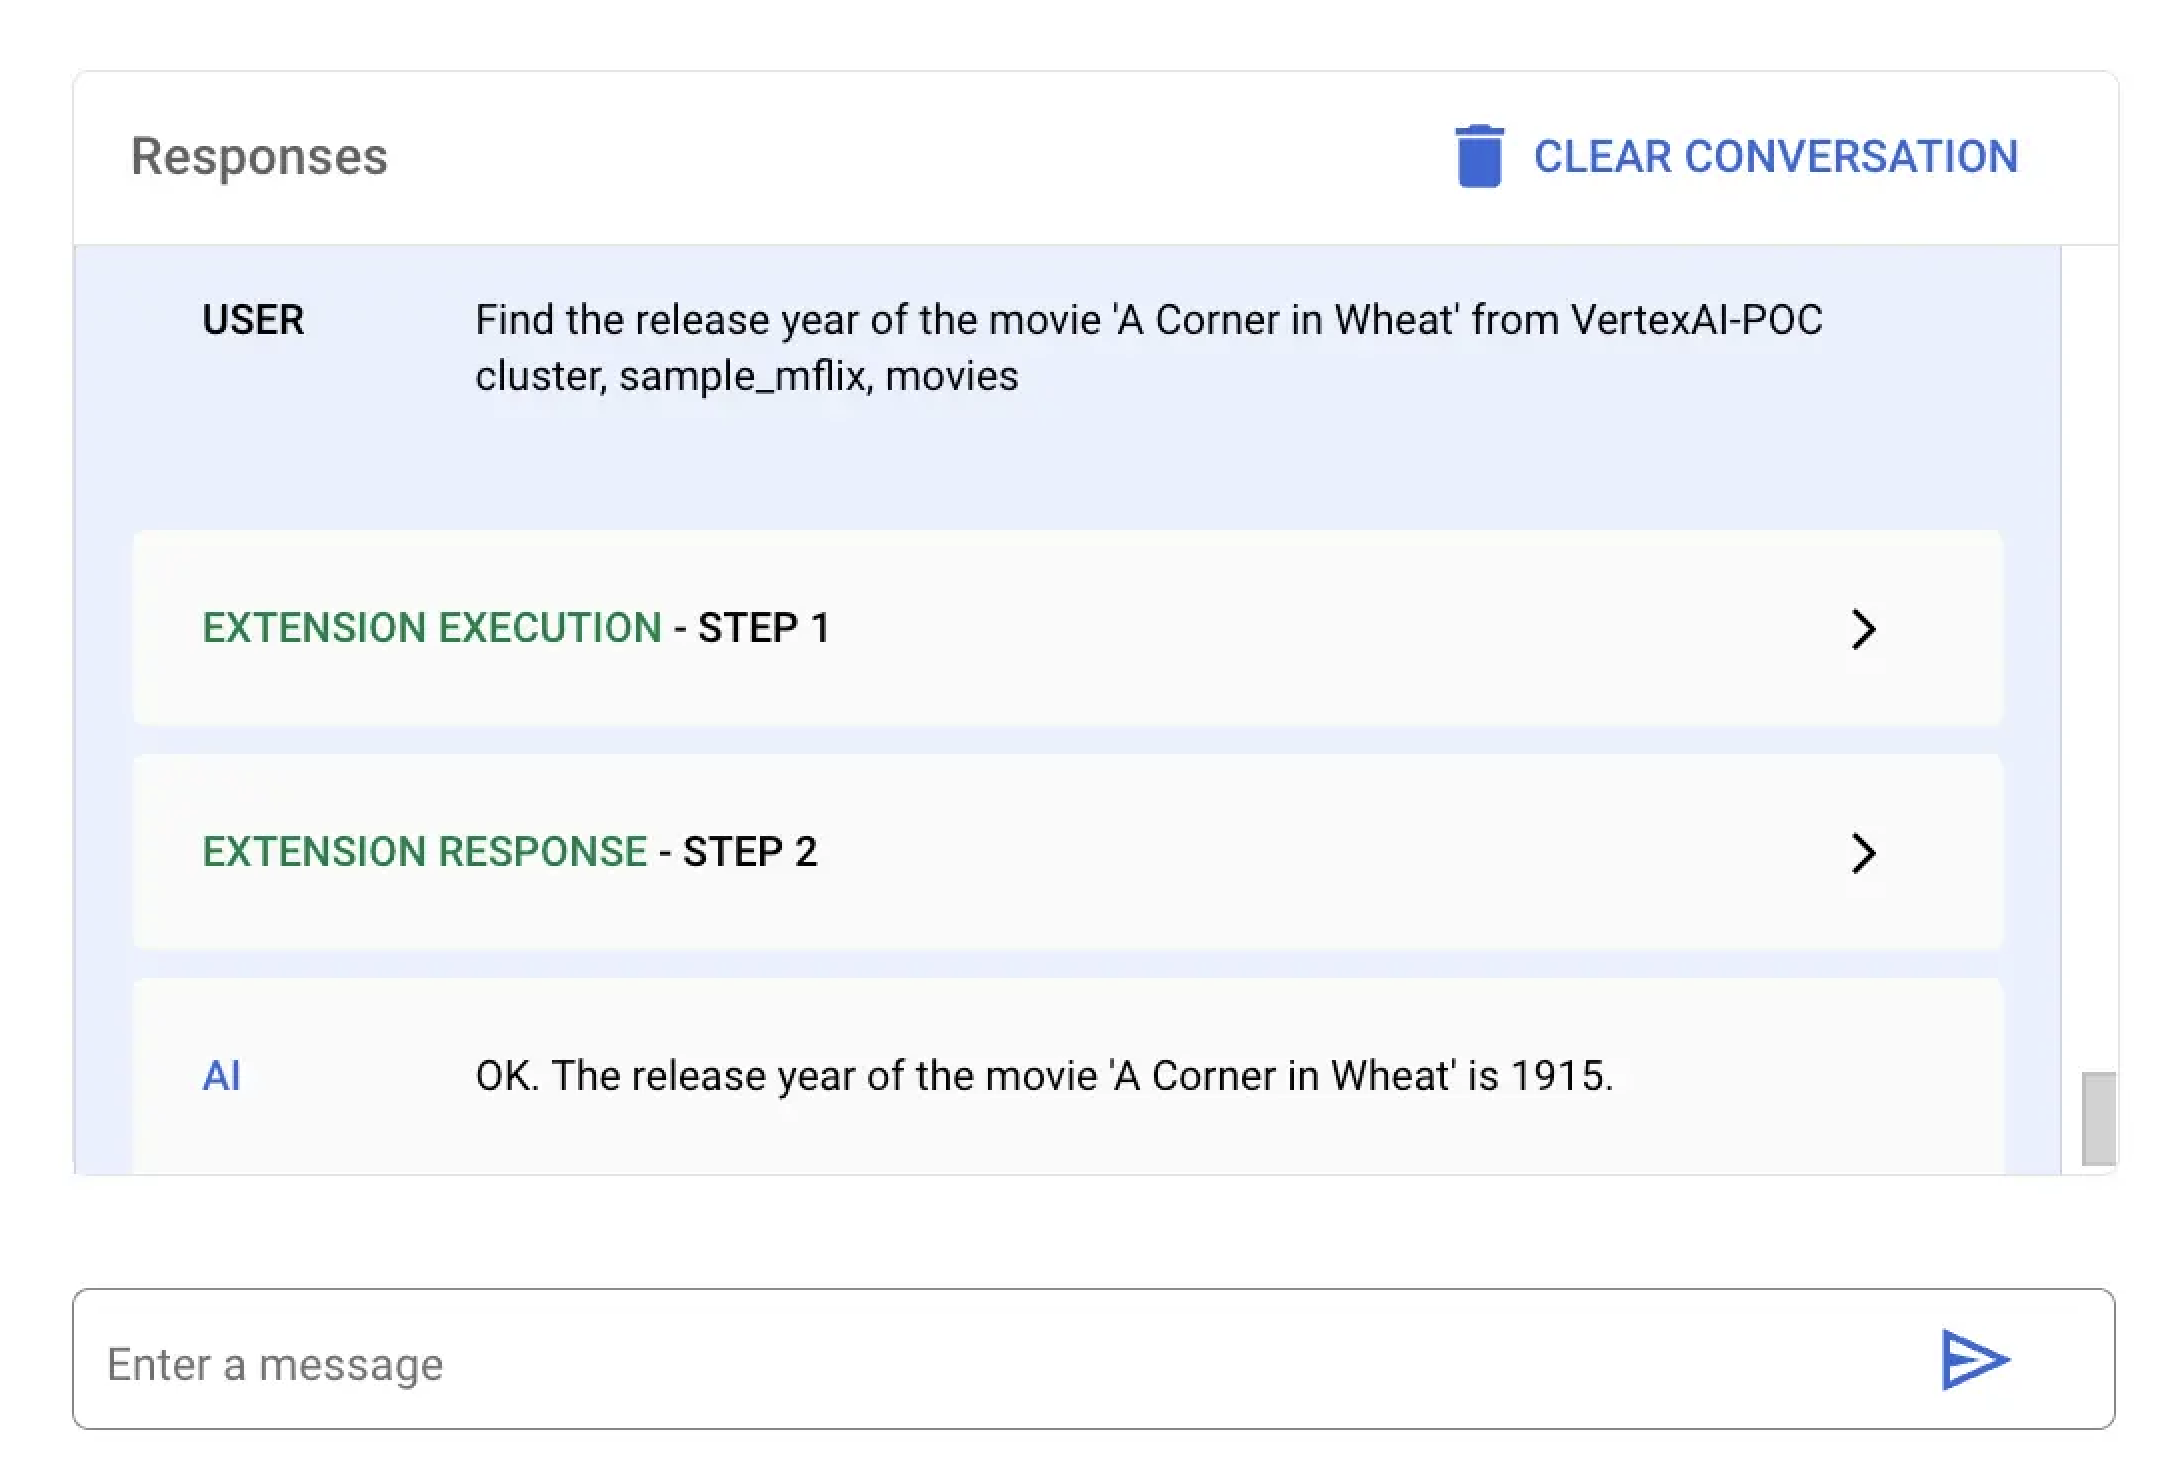 Responses
CLEAR CONVERSATION
USER
Find the release year of the movie 'A Corner in Wheat' from VertexAI-POC
cluster, sample_mflix, movies
EXTENSION EXECUTION - STEP 1
EXTENSION RESPONSE - STEP 2
AI
OK. The release year of the movie 'A Corner in Wheat' is 1915.
Enter a message